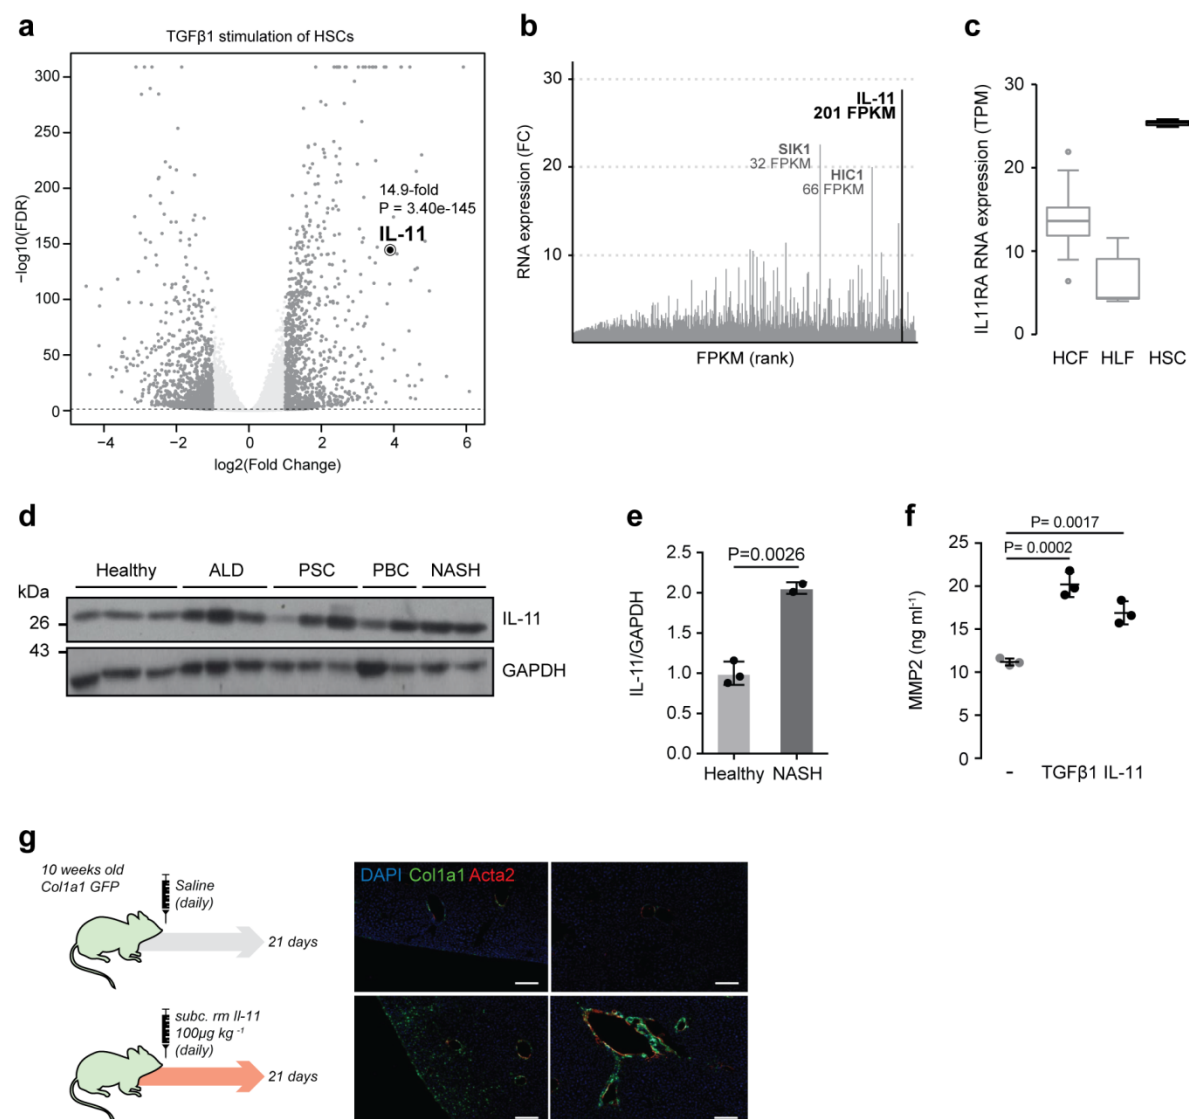 a
TGFβ1 stimulation of HSCs
−log10(FDR)
300
250
200
150
100
50
0
14.9-fold
P = 3.40e-145
IL-11
−4
−2
0
2
4
6
log2(Fold Change)
b
RNA expression (FC)
30
20
10
IL-11
201 FPKM
SIK1
32 FPKM
HIC1
66 FPKM
FPKM (rank)
c
IL11RA RNA expression (TPM)
30
20
10
0
HCF HLF HSC
d
Healthy ALD PSC PBC NASH
kDa
26
43
IL-11
GAPDH
e
P=0.0026
IL-11/GAPDH
2.5
2.0
1.5
1.0
0.5
0.0
Healthy NASH
f
P= 0.0017
P= 0.0002
MMP2 (ng ml-1)
25
20
15
10
5
0
- TGFβ1 IL-11
g
10 weeks old
Col1a1 GFP
Saline
(daily)
21 days
subc. rm Il-11
100µg kg -1
(daily)
21 days
DAPI Col1a1 Acta2